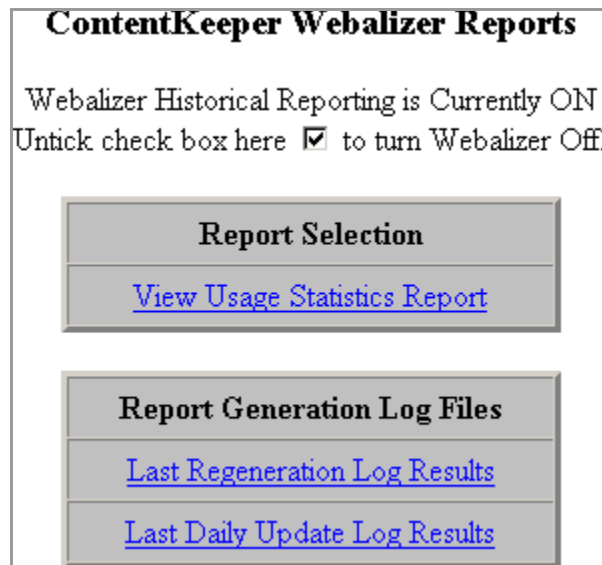 ContentKeeper Webalizer Reports
Webalizer Historical Reporting is Currently ON
Untick check box here to turn Webalizer Off.
Report Selection
View Usage Statistics Report
Report Generation Log Files
Last Regeneration Log Results
Last Daily Update Log Results